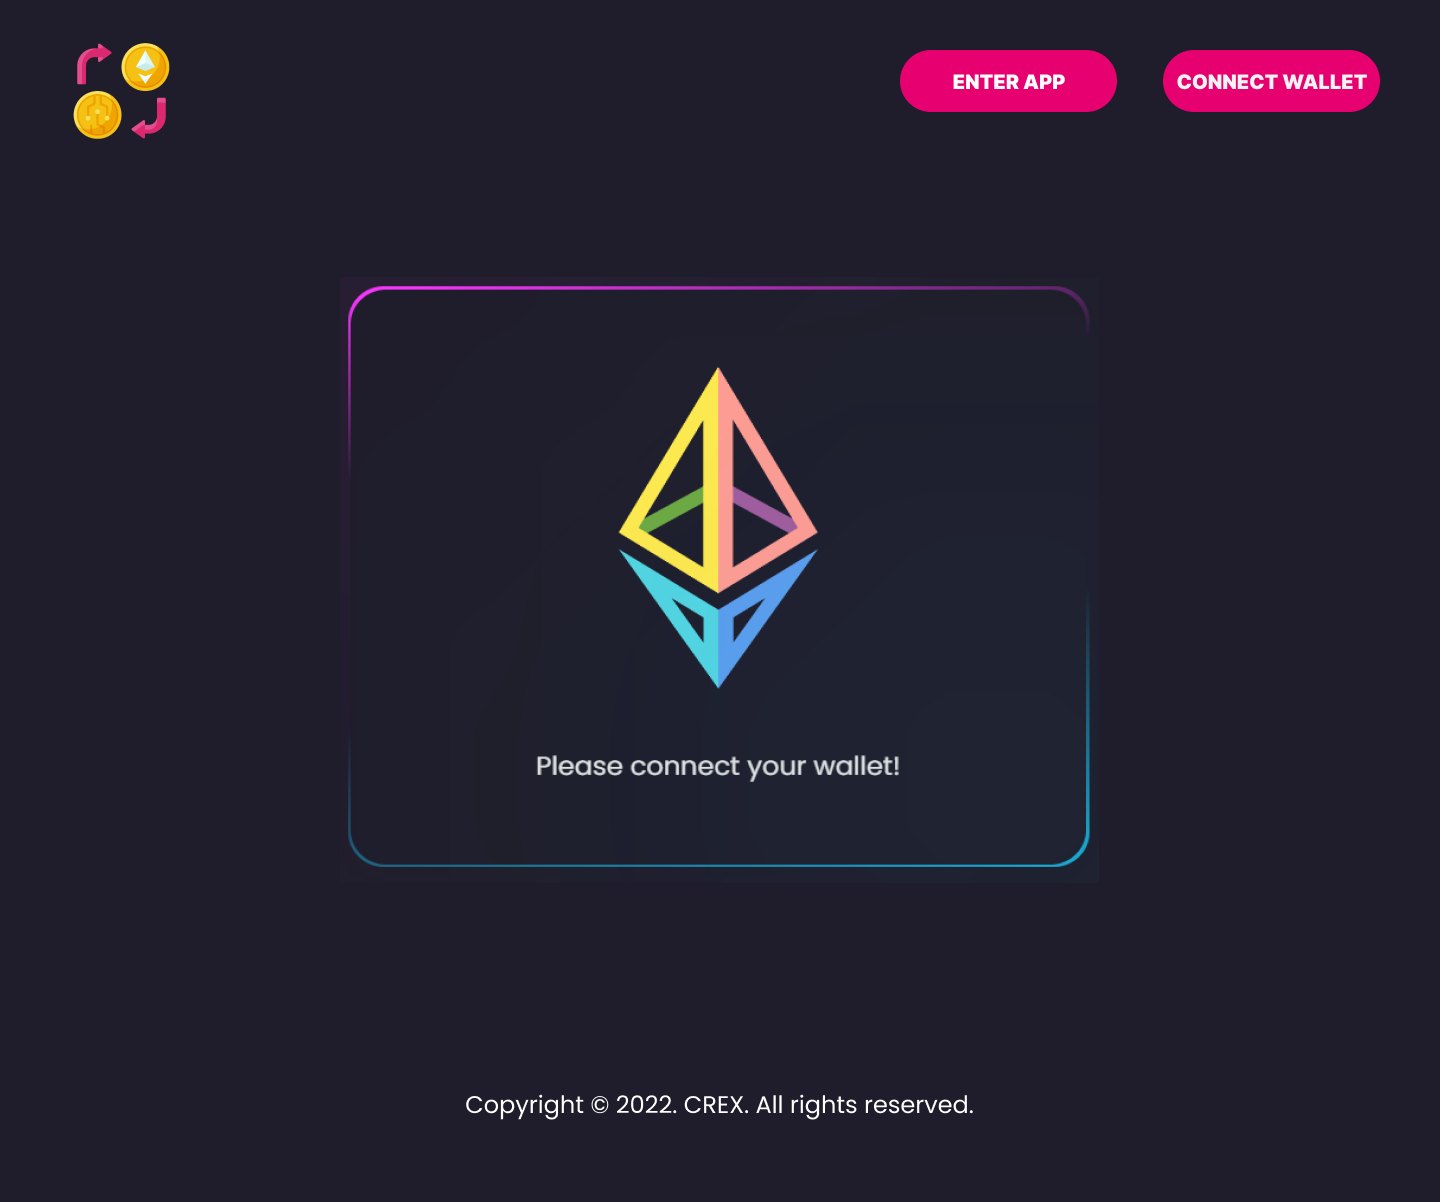 ENTER APP
CONNECT WALLET
Please connect your wallet!
Copyright © 2022. CREX. All rights reserved.